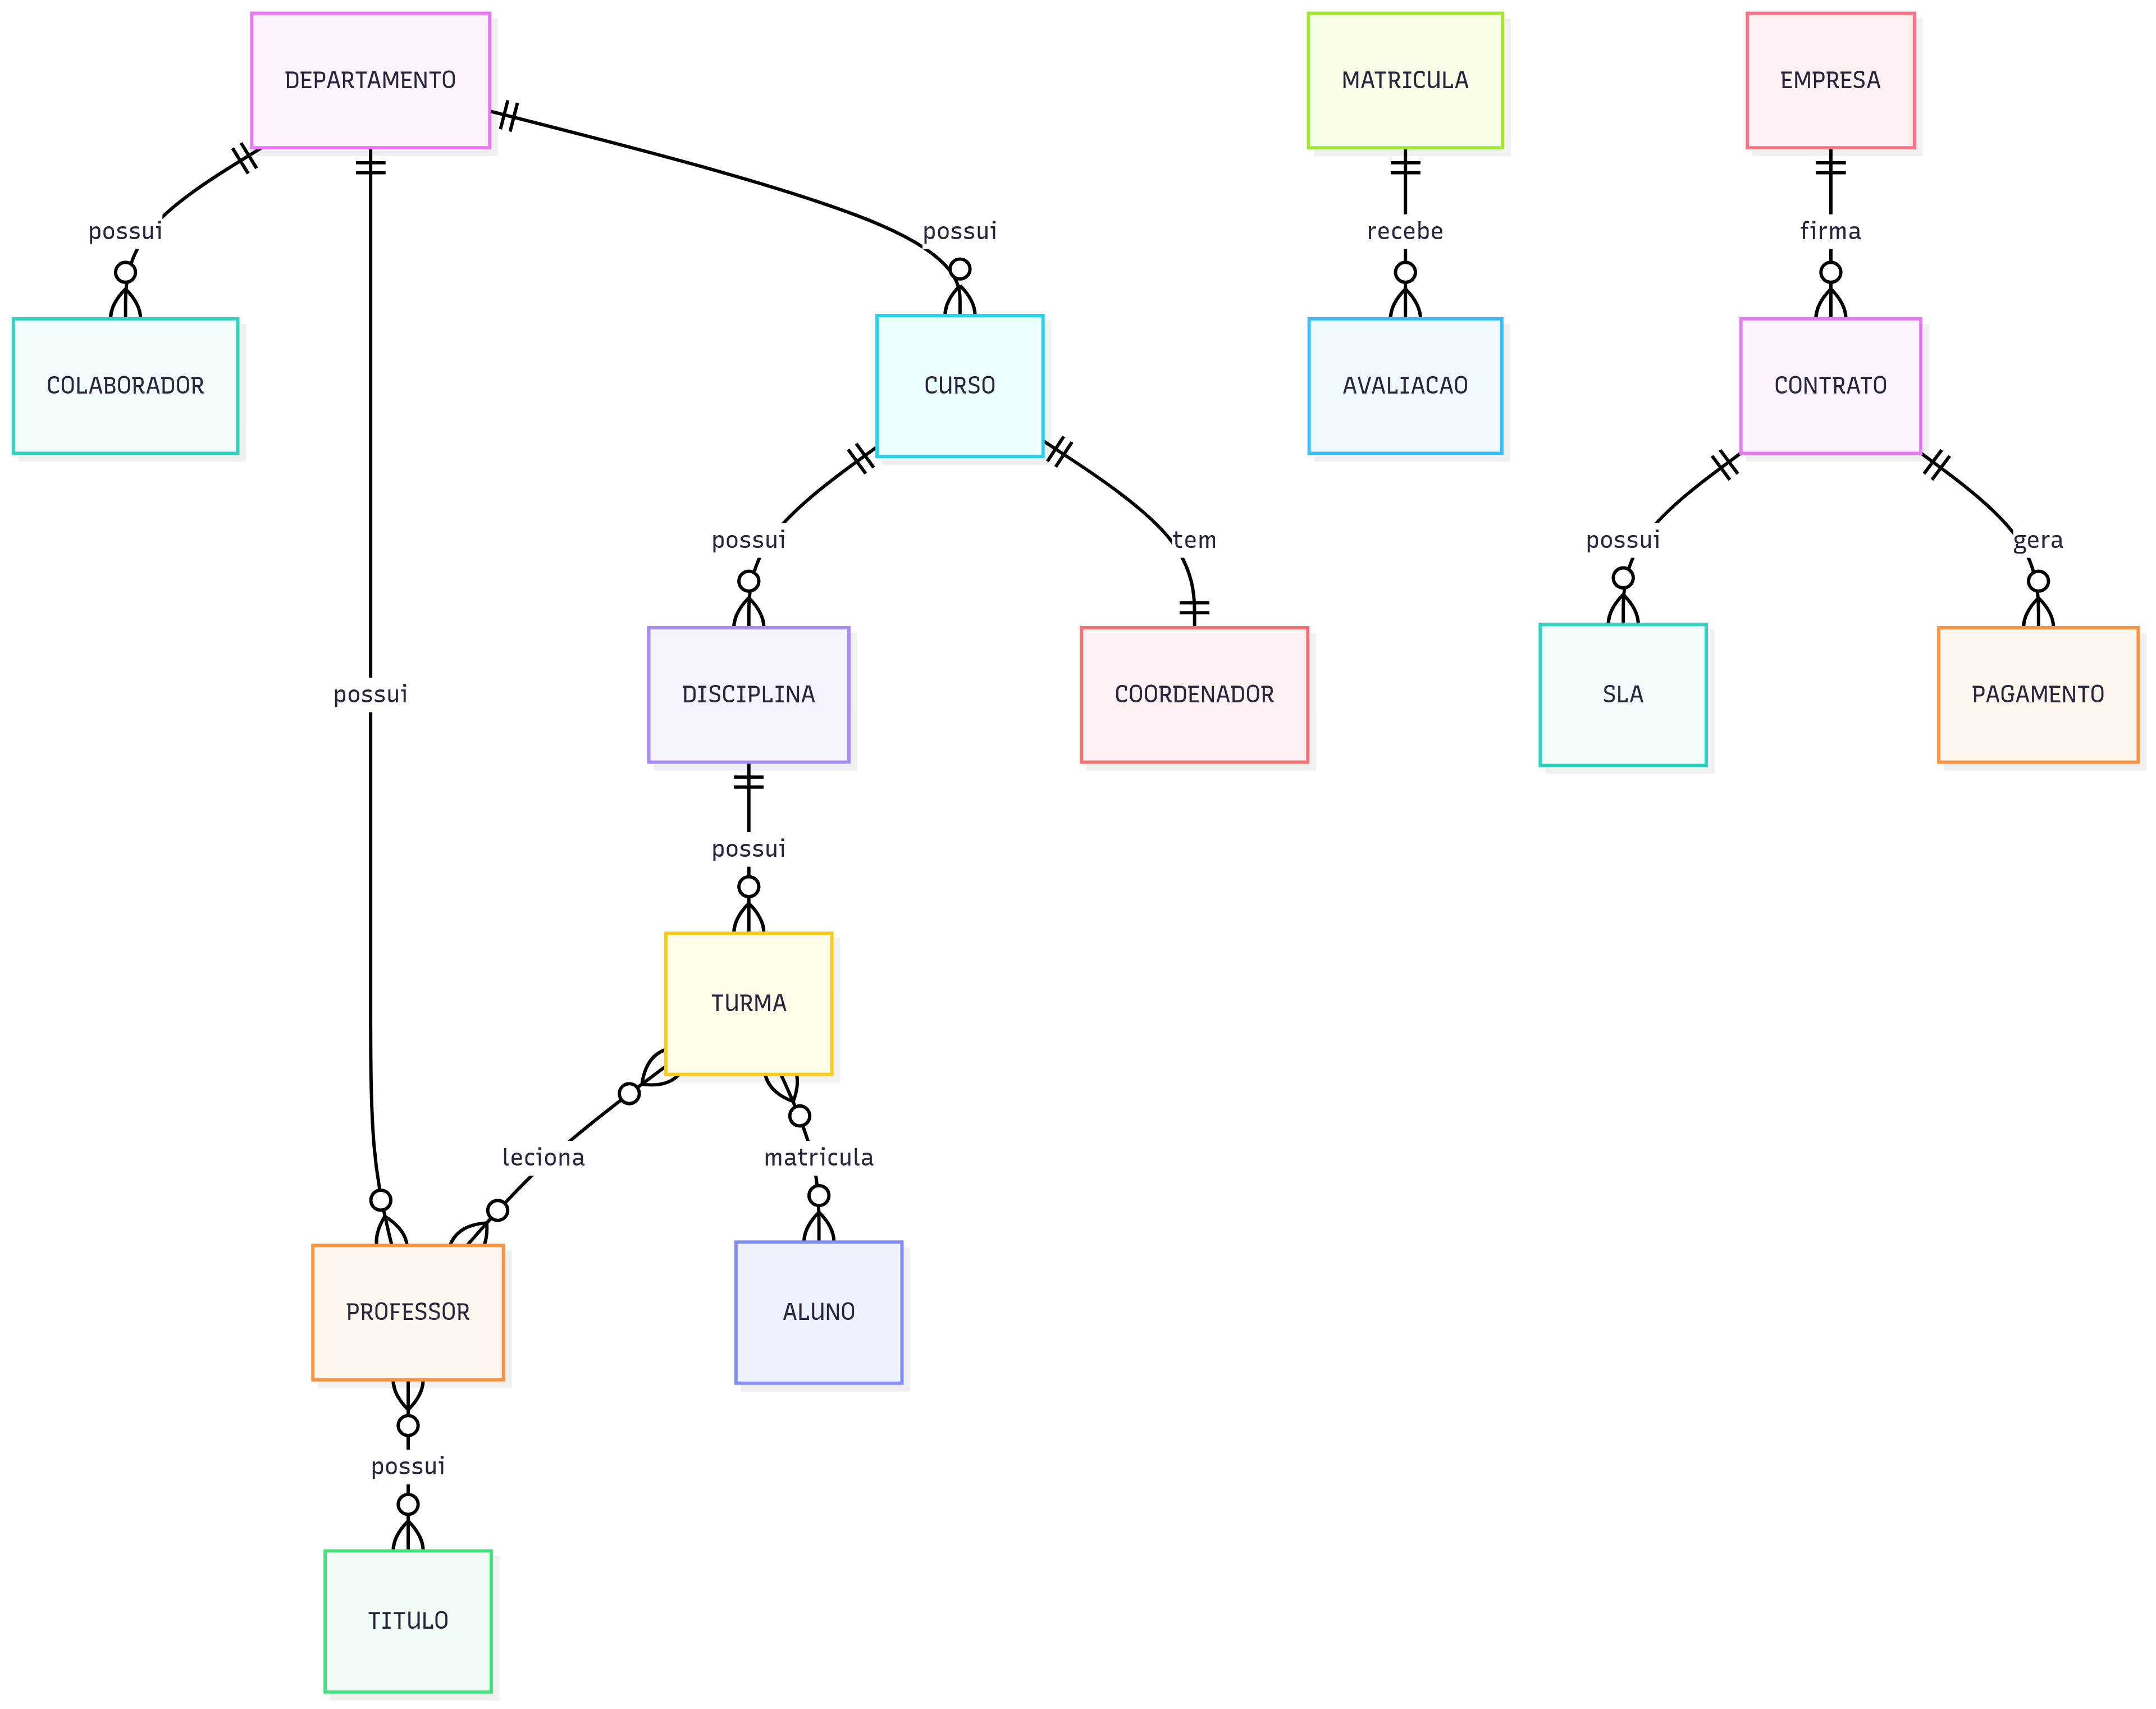 DEPARTAMENTO
MATRICULA
EMPRESA
possui
possui
recebe
firma
COLABORADOR
CURSO
AVALIACAO
CONTRATO
possui
tem
possui
gera
possui
DISCIPLINA
COORDENADOR
SLA
PAGAMENTO
possui
TURMA
leciona
matricula
PROFESSOR
ALUNO
possui
TITULO